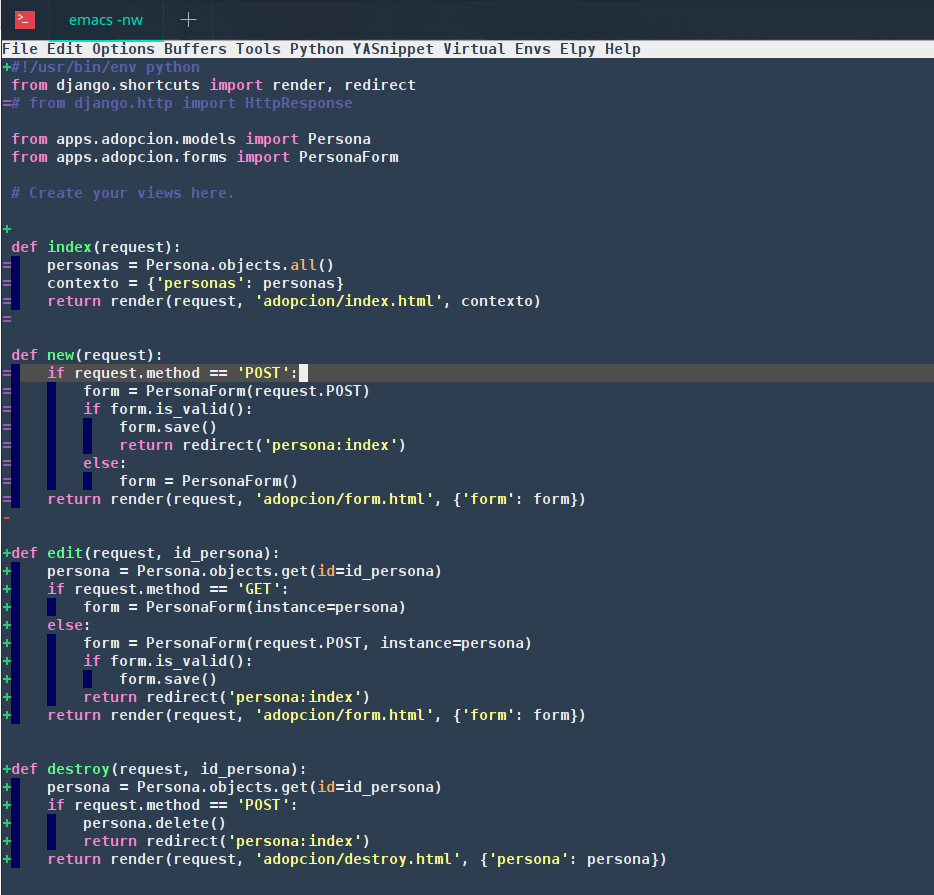 >_ emacs -nw +
File Edit Options Buffers Tools Python YASnippet Virtual Envs Elpy Help
+#!/usr/bin/env python
 from django.shortcuts import render, redirect
=# from django.http import HttpResponse
 from apps.adopcion.models import Persona
 from apps.adopcion.forms import PersonaForm
 # Create your views here.
+
 def index(request):
=    personas = Persona.objects.all()
=    contexto = {'personas': personas}
=    return render(request, 'adopcion/index.html', contexto)
=
 def new(request):
=    if request.method == 'POST':
=        form = PersonaForm(request.POST)
=        if form.is_valid():
=            form.save()
=            return redirect('persona:index')
=        else:
=            form = PersonaForm()
=    return render(request, 'adopcion/form.html', {'form': form})
-
+def edit(request, id_persona):
+    persona = Persona.objects.get(id=id_persona)
+    if request.method == 'GET':
+        form = PersonaForm(instance=persona)
+    else:
+        form = PersonaForm(request.POST, instance=persona)
+        if form.is_valid():
+            form.save()
+        return redirect('persona:index')
+    return render(request, 'adopcion/form.html', {'form': form})
+def destroy(request, id_persona):
+    persona = Persona.objects.get(id=id_persona)
+    if request.method == 'POST':
+        persona.delete()
+        return redirect('persona:index')
+    return render(request, 'adopcion/destroy.html', {'persona': persona})